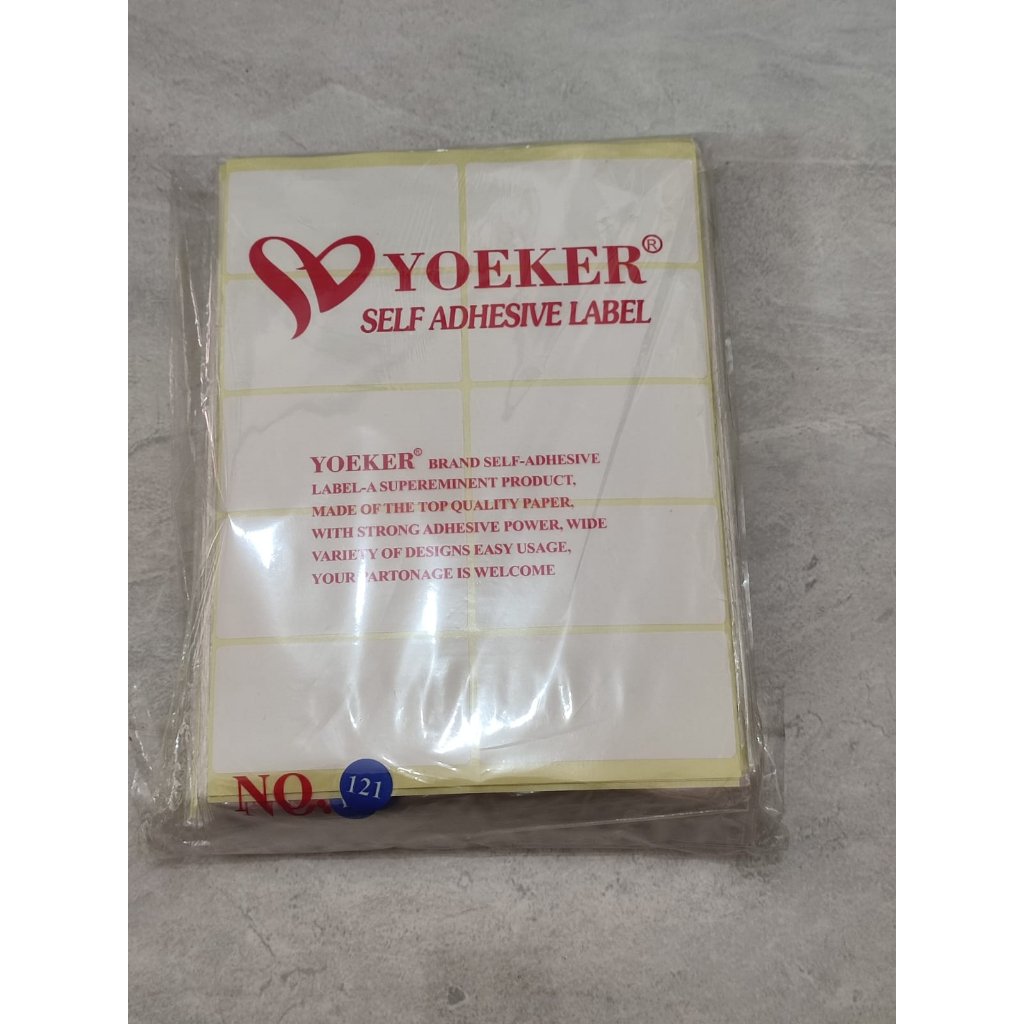 YOEKER®
SELF ADHESIVE LABEL
YOEKER® BRAND SELF-ADHESIVE
LABEL-A SUPEREMINENT PRODUCT,
MADE OF THE TOP QUALITY PAPER,
WITH STRONG ADHESIVE POWER, WIDE
VARIETY OF DESIGNS EASY USAGE,
YOUR PARTONAGE IS WELCOME
NO. 121